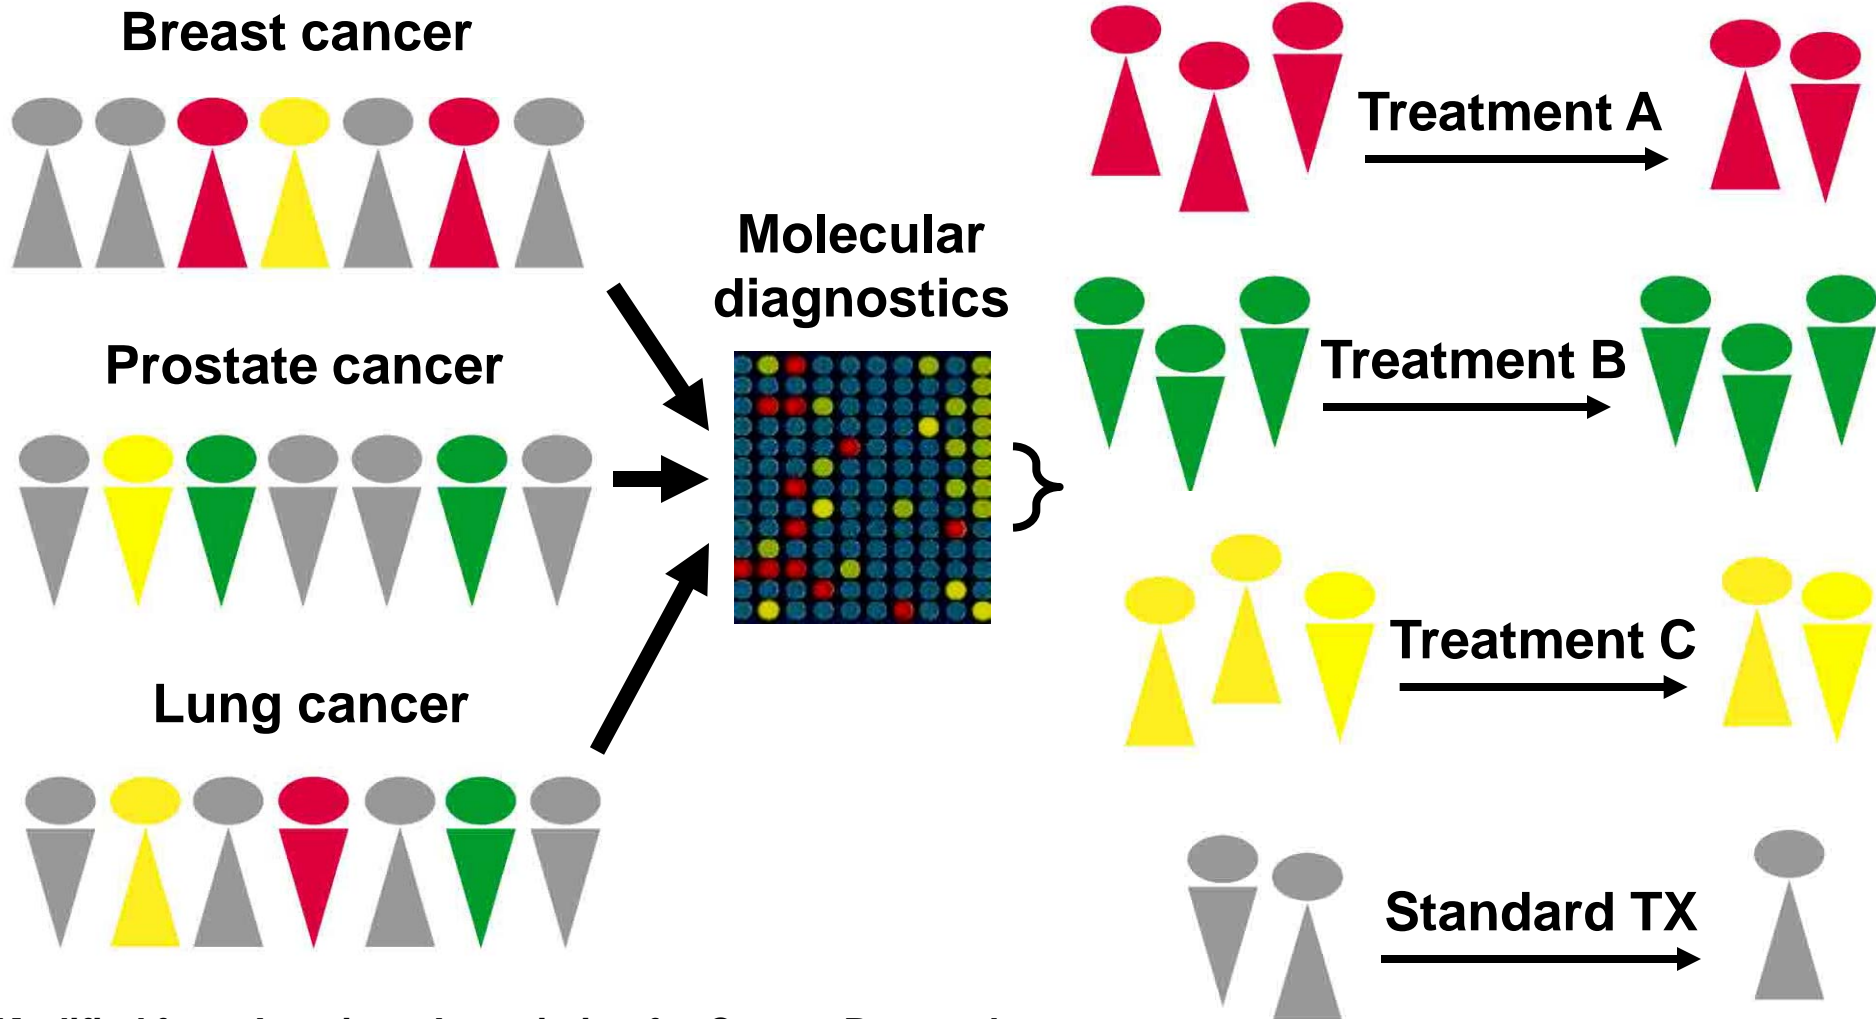 Breast cancer
Prostate cancer
Lung cancer
Molecular
diagnostics
Treatment A
Treatment B
Treatment C
Standard TX